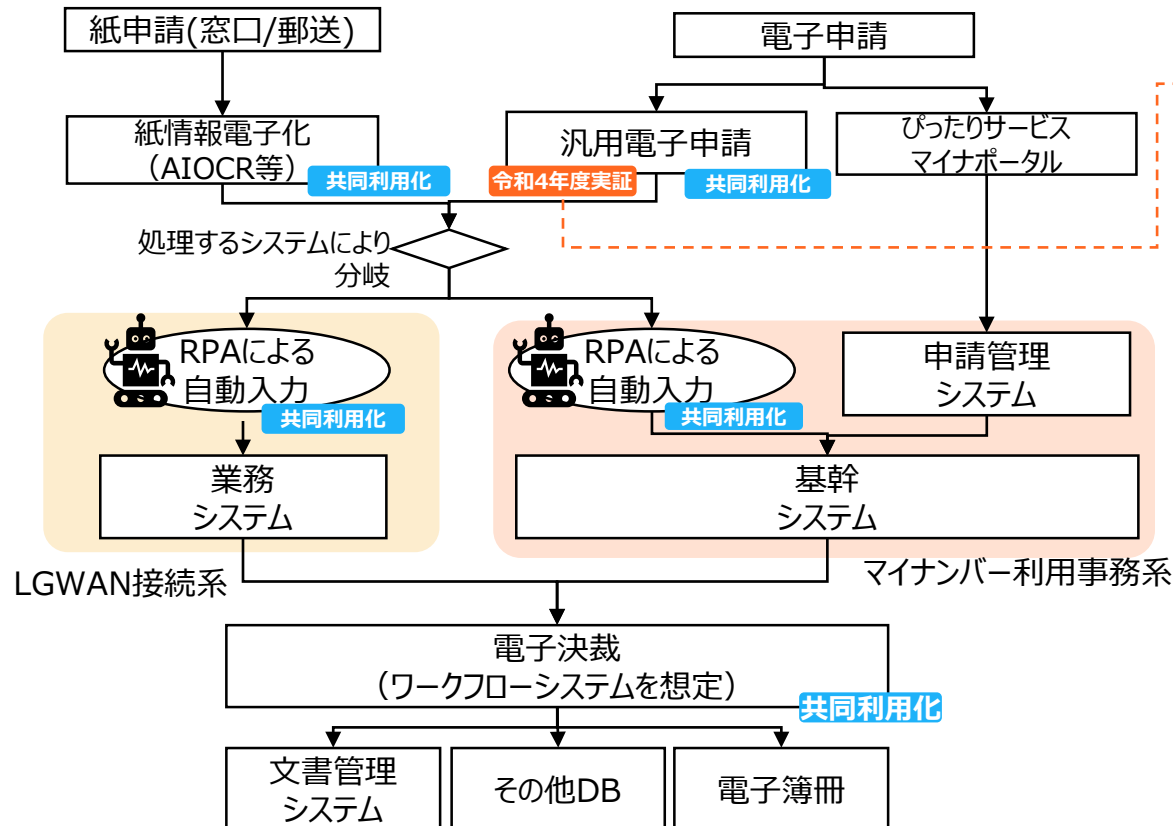 紙申請(窓口/郵送)
電子申請
紙情報電子化
（AIOCR等）
共同利用化
汎用電子申請
令和4年度実証
共同利用化
ぴったりサービス
マイナポータル
処理するシステムにより
分岐
RPAによる
自動入力
共同利用化
RPAによる
自動入力
共同利用化
申請管理
システム
業務
システム
基幹
システム
LGWAN接続系
マイナンバー利用事務系
電子決裁
（ワークフローシステムを想定）
共同利用化
文書管理
システム
その他DB
電子簿冊